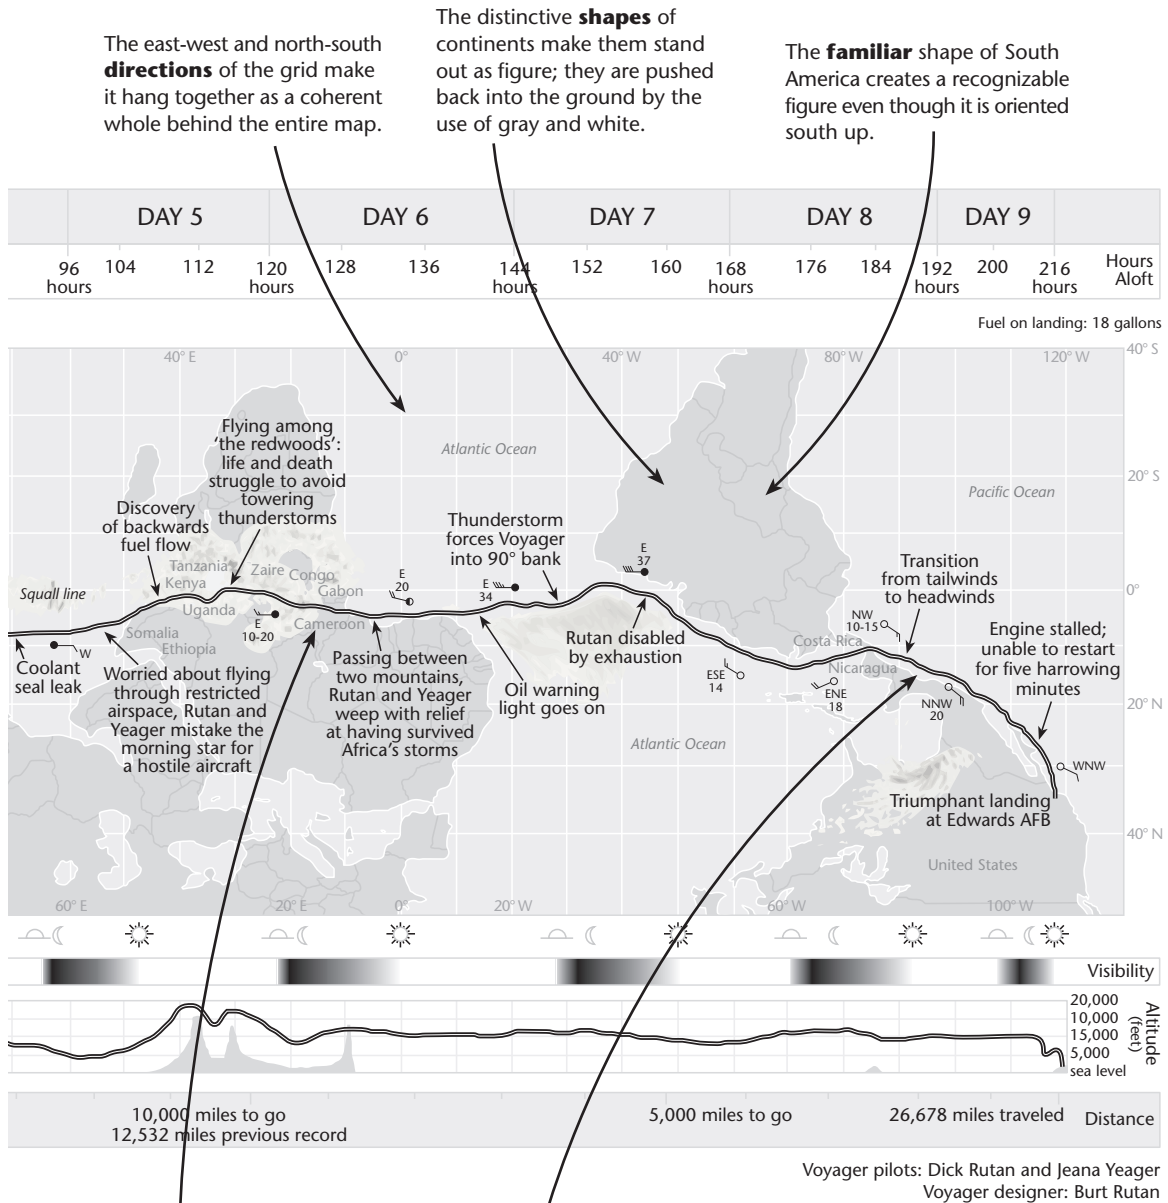 The east-west and north-south
directions of the grid make
it hang together as a coherent
whole behind the entire map.
The distinctive shapes of
continents make them stand
out as figure; they are pushed
back into the ground by the
use of gray and white.
The familiar shape of South
America creates a recognizable
figure even though it is oriented
south up.
DAY 5
DAY 6
DAY 7
DAY 8
DAY 9
96
hours
104
112
120
hours
128
136
144
hours
152
160
168
hours
176
184
192
hours
200
216
hours
Hours
Aloft
Fuel on landing: 18 gallons
40° E
0°
40° W
80° W
120° W
40° S
20° S
0°
20° N
40° N
Atlantic Ocean
Pacific Ocean
Flying among
‘the redwoods’:
life and death
struggle to avoid
towering
thunderstorms
Discovery
of backwards
fuel flow
Thunderstorm
forces Voyager
into 90° bank
Transition
from tailwinds
to headwinds
Squall line
Tanzania
Kenya
Uganda
Zaire
Congo
Gabon
Cameroon
Somalia
Ethiopia
E
10-20
E
20
E
34
E
37
W
Coolant
seal leak
Worried about flying
through restricted
airspace, Rutan and
Yeager mistake the
morning star for
a hostile aircraft
Passing between
two mountains,
Rutan and Yeager
weep with relief
at having survived
Africa’s storms
Oil warning
light goes on
Rutan disabled
by exhaustion
Atlantic Ocean
ESE
14
Costa Rica
Nicaragua
NW
10-15
ENE
18
NNW
20
Engine stalled;
unable to restart
for five harrowing
minutes
WNW
Triumphant landing
at Edwards AFB
United States
60° E
20° E
0°
20° W
60° W
100° W
Visibility
20,000
10,000
15,000
5,000
sea level
Altitude
(feet)
10,000 miles to go
12,532 miles previous record
5,000 miles to go
26,678 miles traveled
Distance
Voyager pilots: Dick Rutan and Jeana Yeager
Voyager designer: Burt Rutan